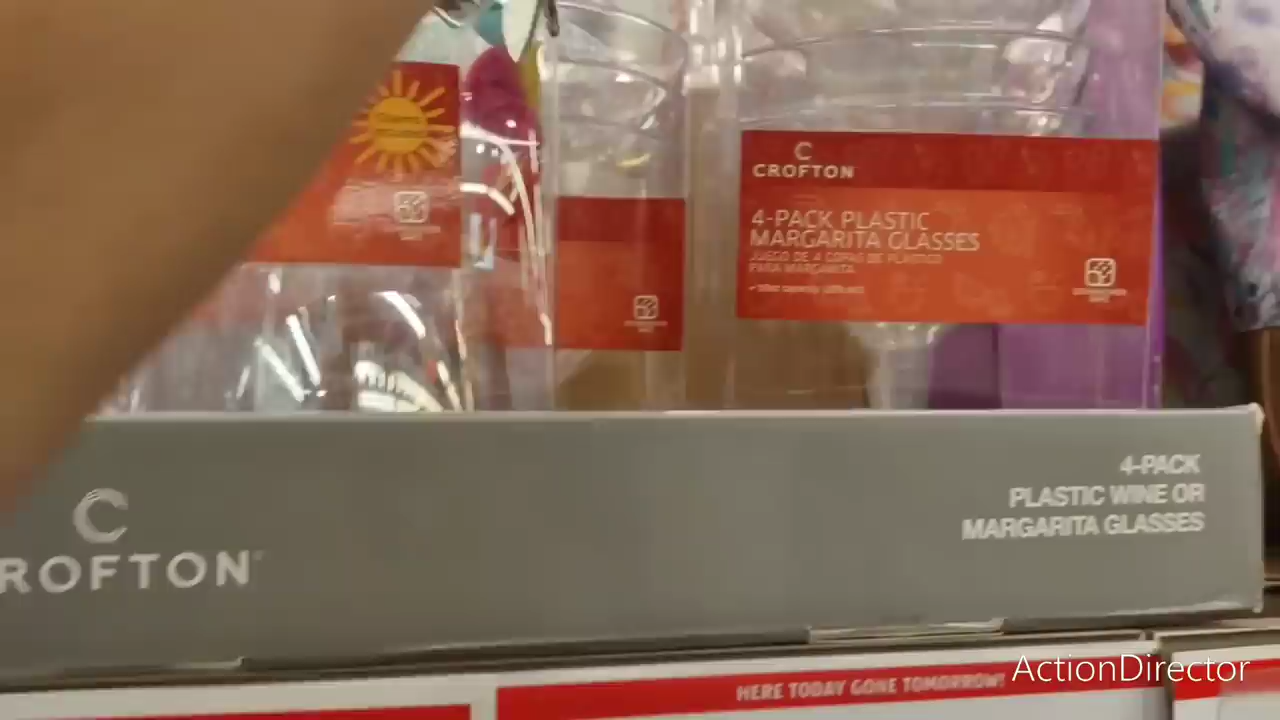 C
CROFTON
4-PACK PLASTIC
MARGARITA GLASSES
JUEGO DE 4 COPAS DE PLÁSTICO
PARA MARGARITA
C
ROFTON
4-PACK
PLASTIC WINE OR
MARGARITA GLASSES
HERE TODAY GONE TOMORROW!
ActionDirector